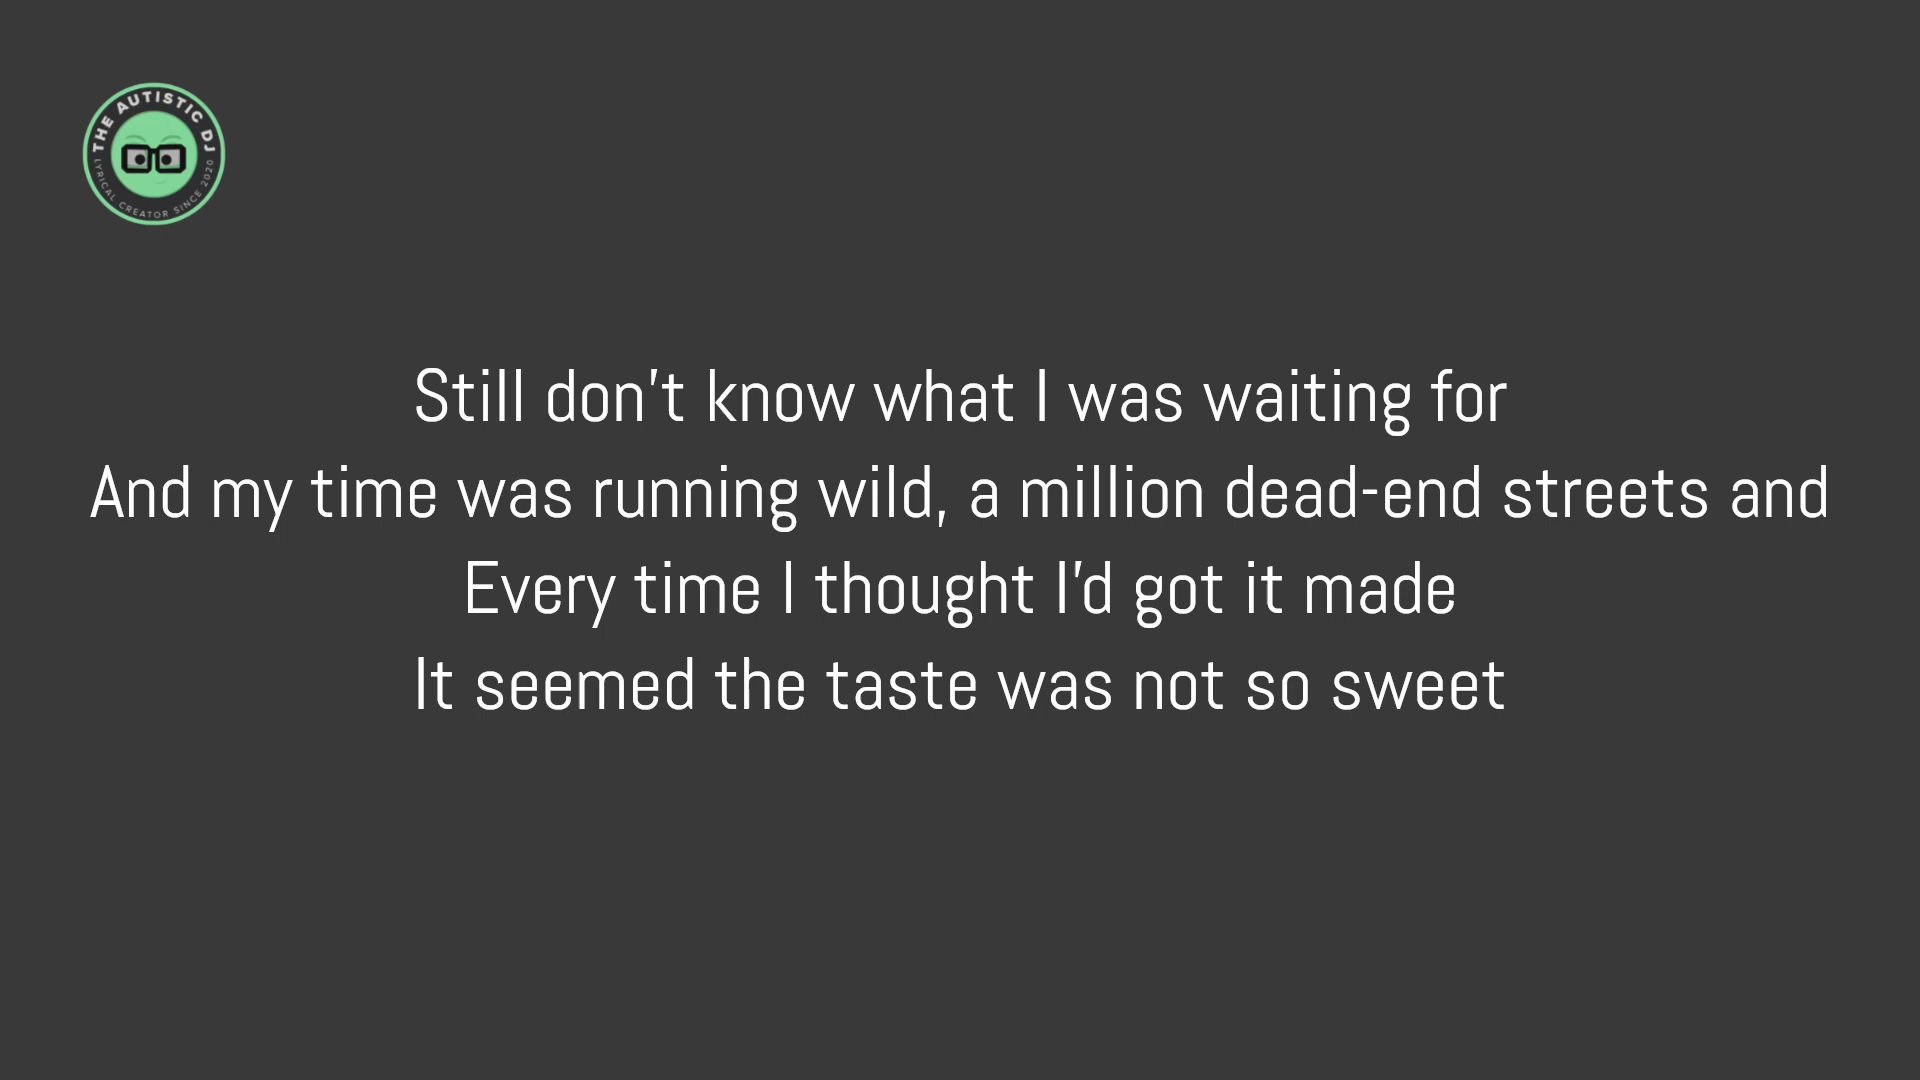 THE AUTISTIC DJ
LYRICAL CREATOR SINCE 2020
Still don't know what I was waiting for
And my time was running wild, a million dead-end streets and
Every time I thought I'd got it made
It seemed the taste was not so sweet